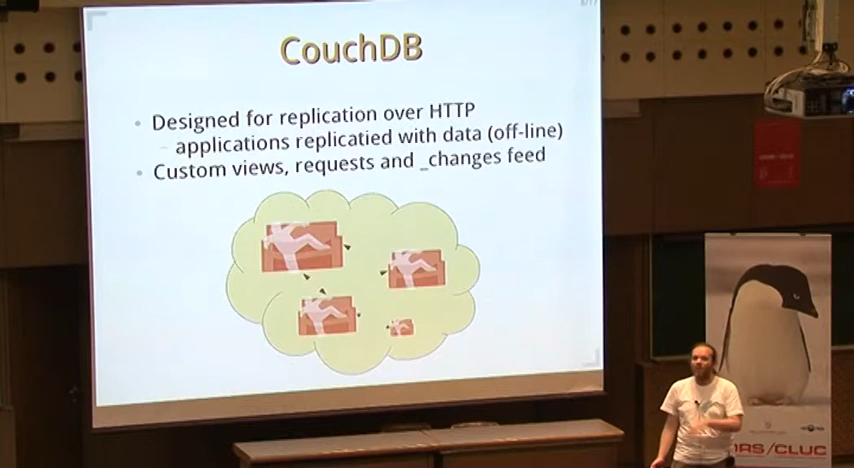 CouchDB
Designed for replication over HTTP
applications replicatied with data (off-line)
Custom views, requests and _changes feed
ORS/CLUC